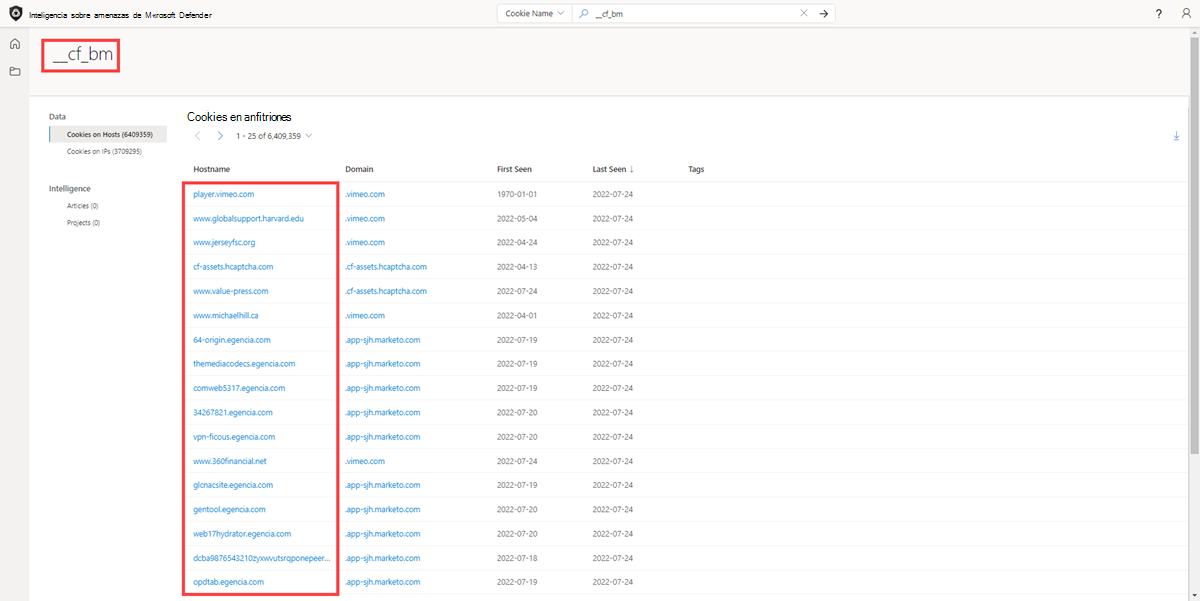 Inteligencia sobre amenazas de Microsoft Defender
Cookie Name
__cf_bm
?
__cf_bm
Data
Cookies on Hosts (6409359)
Cookies on IPs (3709295)
Intelligence
Articles (0)
Projects (0)
Cookies en anfitriones
1 - 25 of 6,409,359
Hostname Domain First Seen Last Seen ↓ Tags
player.vimeo.com .vimeo.com 1970-01-01 2022-07-24
www.globalsupport.harvard.edu .vimeo.com 2022-05-04 2022-07-24
www.jerseyfsc.org .vimeo.com 2022-04-24 2022-07-24
cf-assets.hcaptcha.com .cf-assets.hcaptcha.com 2022-04-13 2022-07-24
www.value-press.com .cf-assets.hcaptcha.com 2022-07-24 2022-07-24
www.michaelhill.ca .vimeo.com 2022-04-01 2022-07-24
64-origin.egencia.com .app-sjh.marketo.com 2022-07-19 2022-07-24
themediacodecs.egencia.com .app-sjh.marketo.com 2022-07-19 2022-07-24
comweb5317.egencia.com .app-sjh.marketo.com 2022-07-19 2022-07-24
34267821.egencia.com .app-sjh.marketo.com 2022-07-20 2022-07-24
vpn-ficous.egencia.com .app-sjh.marketo.com 2022-07-20 2022-07-24
www.360financial.net .vimeo.com 2022-07-24 2022-07-24
glcnacsite.egencia.com .app-sjh.marketo.com 2022-07-19 2022-07-24
gentool.egencia.com .app-sjh.marketo.com 2022-07-20 2022-07-24
web17hydrator.egencia.com .app-sjh.marketo.com 2022-07-20 2022-07-24
dcba9876543210zyxwvutsrqponepeer... .app-sjh.marketo.com 2022-07-18 2022-07-24
opdtab.egencia.com .app-sjh.marketo.com 2022-07-19 2022-07-24